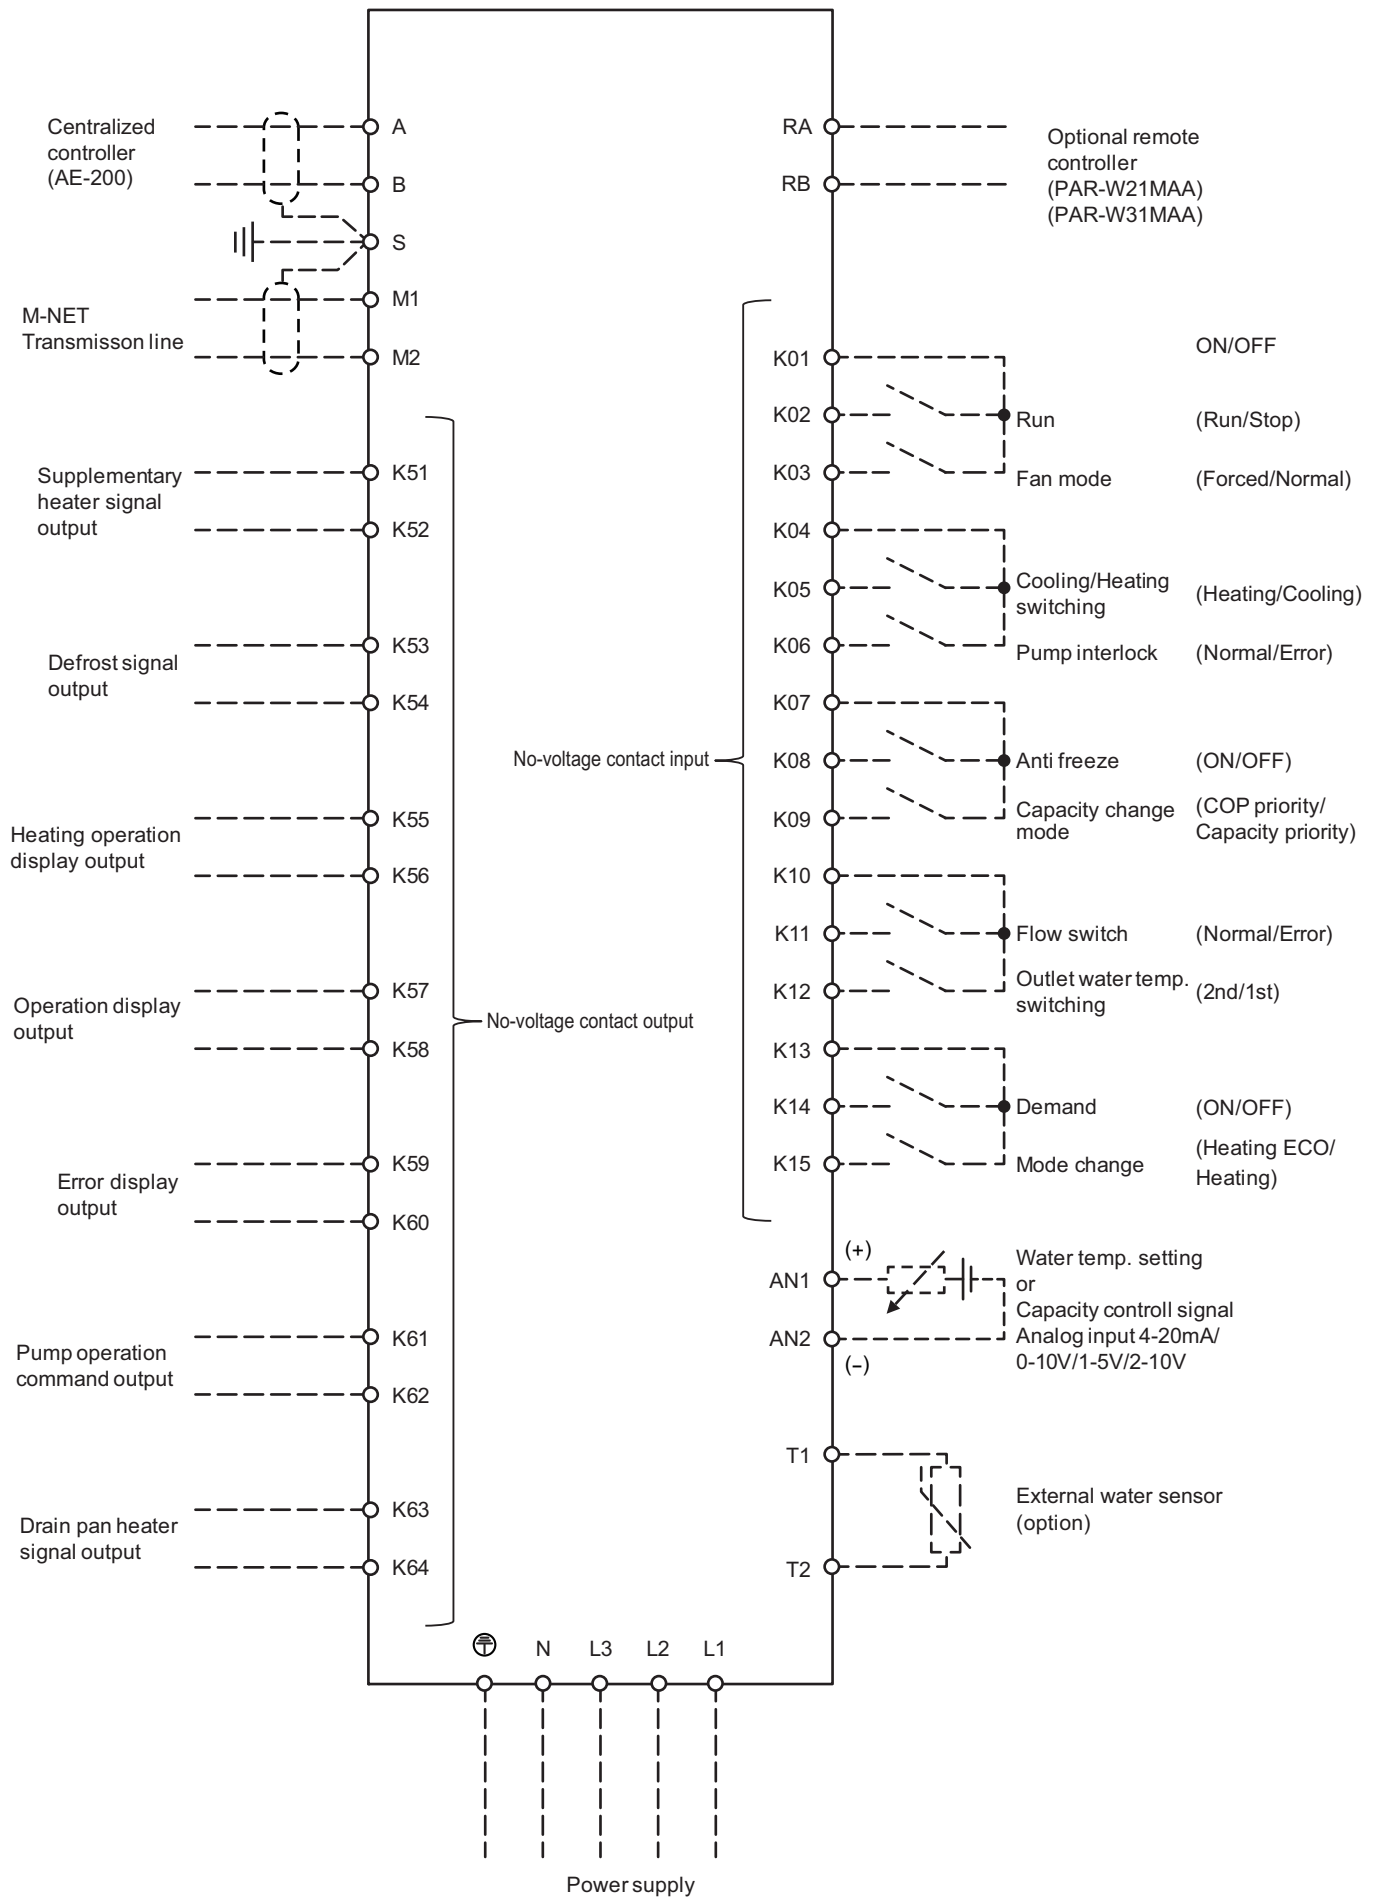 Centralized
controller
(AE-200)
A
B
S
M-NET
Transmisson line
M1
M2
Supplementary
heater signal
output
K51
K52
Defrost signal
output
K53
K54
Heating operation
display output
K55
K56
Operation display
output
K57
K58
Error display
output
K59
K60
Pump operation
command output
K61
K62
Drain pan heater
signal output
K63
K64
No-voltage contact output
No-voltage contact input
RA
RB
Optional remote
controller
(PAR-W21MAA)
(PAR-W31MAA)
ON/OFF
K01
K02
Run
(Run/Stop)
K03
Fan mode
(Forced/Normal)
K04
K05
Cooling/Heating
switching
(Heating/Cooling)
K06
Pump interlock
(Normal/Error)
K07
K08
Anti freeze
(ON/OFF)
K09
Capacity change
mode
(COP priority/
Capacity priority)
K10
K11
Flow switch
(Normal/Error)
K12
Outlet water temp.
switching
(2nd/1st)
K13
K14
Demand
(ON/OFF)
K15
Mode change
(Heating ECO/
Heating)
AN1
(+)
AN2
(−)
Water temp. setting
or
Capacity controll signal
Analog input 4-20mA/
0-10V/1-5V/2-10V
T1
T2
External water sensor
(option)
N
L3
L2
L1
Power supply